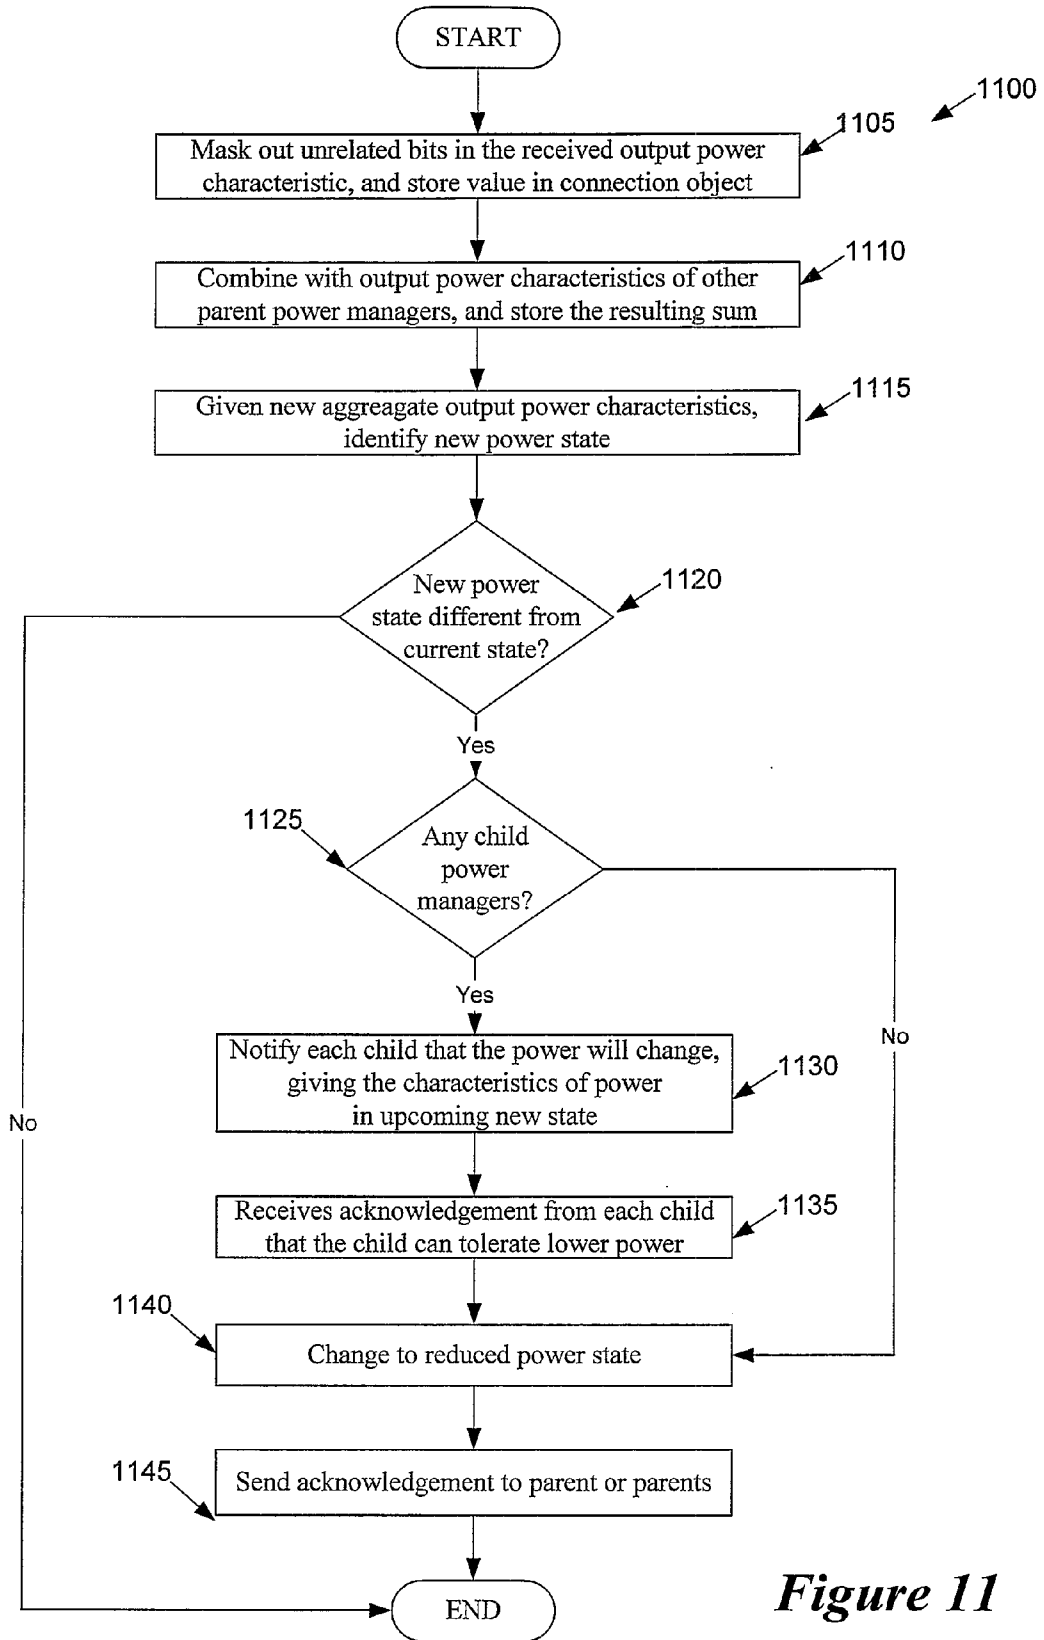 START
1100
1105
Mask out unrelated bits in the received output power
characteristic, and store value in connection object
1110
Combine with output power characteristics of other
parent power managers, and store the resulting sum
1115
Given new aggreagate output power characteristics,
identify new power state
1120
New power
state different from
current state?
Yes
1125
Any child
power
managers?
Yes
No
No
1130
Notify each child that the power will change,
giving the characteristics of power
in upcoming new state
1135
Receives acknowledgement from each child
that the child can tolerate lower power
1140
Change to reduced power state
1145
Send acknowledgement to parent or parents
END
Figure 11